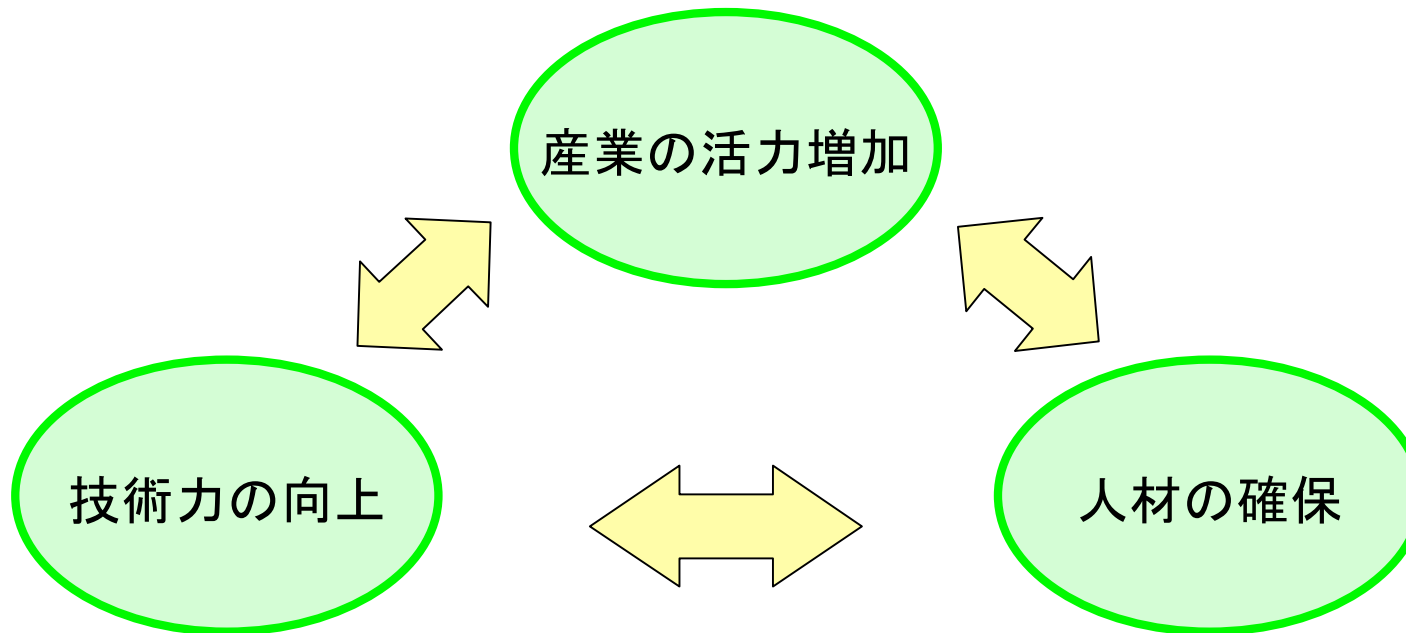 産業の活力増加
技術力の向上
人材の確保